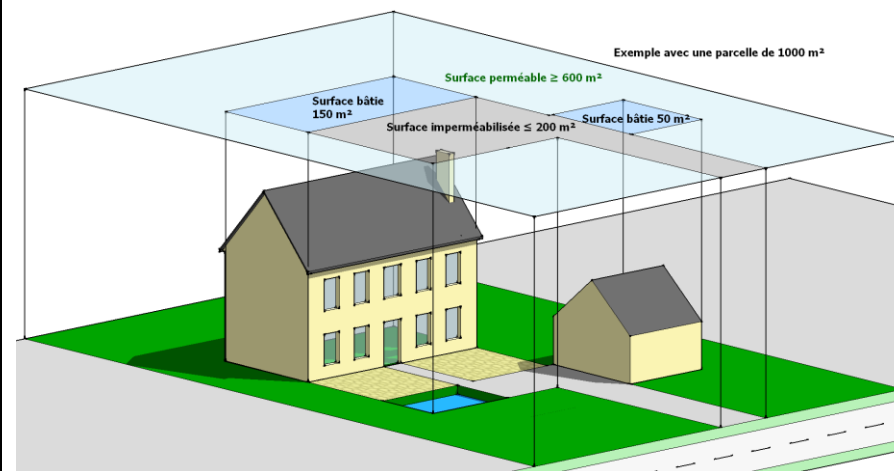 Exemple avec une parcelle de 1000 m²
Surface perméable ≥ 600 m²
Surface bâtie
150 m²
Surface bâtie 50 m²
Surface imperméabilisée ≤ 200 m²